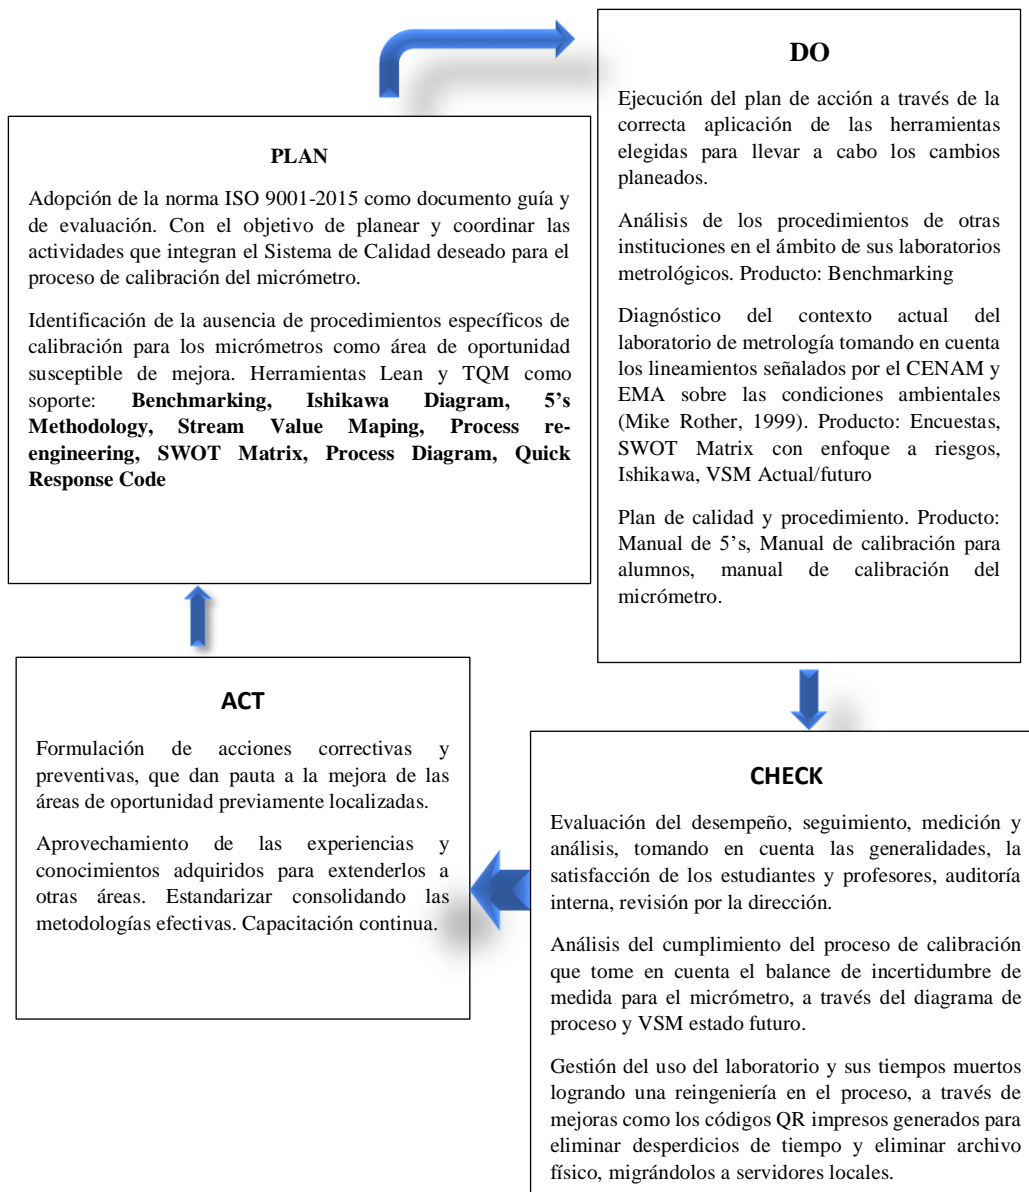 PLAN
Adopción de la norma ISO 9001-2015 como documento guía y
de evaluación. Con el objetivo de planear y coordinar las
actividades que integran el Sistema de Calidad deseado para el
proceso de calibración del micrómetro.
Identificación de la ausencia de procedimientos específicos de
calibración para los micrómetros como área de oportunidad
susceptible de mejora. Herramientas Lean y TQM como
soporte: Benchmarking, Ishikawa Diagram, 5's
Methodology, Stream Value Maping, Process re-
engineering, SWOT Matrix, Process Diagram, Quick
Response Code
DO
Ejecución del plan de acción a través de la
correcta aplicación de las herramientas
elegidas para llevar a cabo los cambios
planeados.
Análisis de los procedimientos de otras
instituciones en el ámbito de sus laboratorios
metrológicos. Producto: Benchmarking
Diagnóstico del contexto actual del
laboratorio de metrología tomando en cuenta
los lineamientos señalados por el CENAM y
EMA sobre las condiciones ambientales
(Mike Rother, 1999). Producto: Encuestas,
SWOT Matrix con enfoque a riesgos,
Ishikawa, VSM Actual/futuro
Plan de calidad y procedimiento. Producto:
Manual de 5's, Manual de calibración para
alumnos, manual de calibración del
micrómetro.
CHECK
Evaluación del desempeño, seguimiento, medición y
análisis, tomando en cuenta las generalidades, la
satisfacción de los estudiantes y profesores, auditoría
interna, revisión por la dirección.
Análisis del cumplimiento del proceso de calibración
que tome en cuenta el balance de incertidumbre de
medida para el micrómetro, a través del diagrama de
proceso y VSM estado futuro.
Gestión del uso del laboratorio y sus tiempos muertos
logrando una reingeniería en el proceso, a través de
mejoras como los códigos QR impresos generados para
eliminar desperdicios de tiempo y eliminar archivo
físico, migrándolos a servidores locales.
ACT
Formulación de acciones correctivas y
preventivas, que dan pauta a la mejora de las
áreas de oportunidad previamente localizadas.
Aprovechamiento de las experiencias y
conocimientos adquiridos para extenderlos a
otras áreas. Estandarizar consolidando las
metodologías efectivas. Capacitación continua.